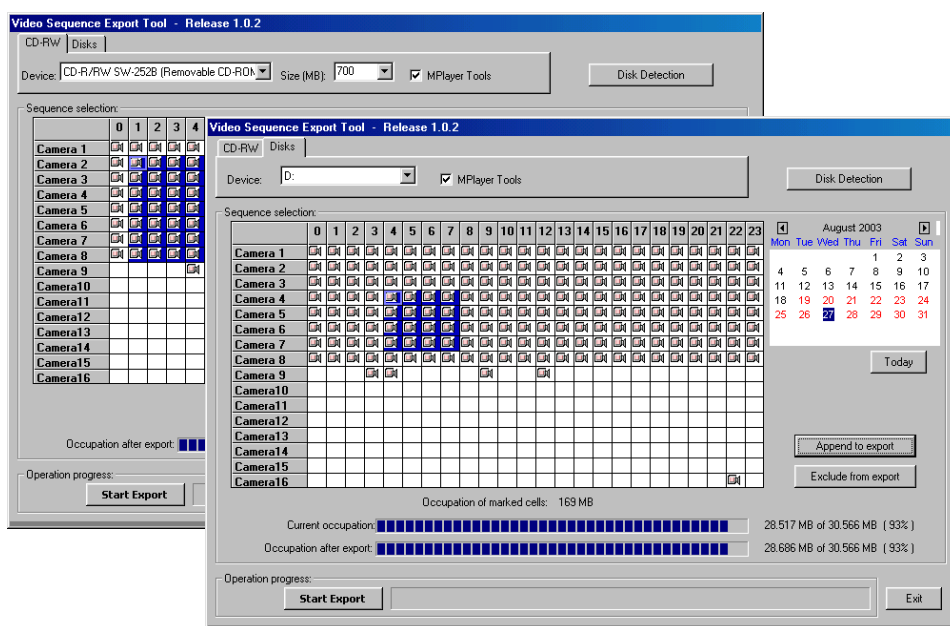 Video Sequence Export Tool - Release 1.0.2
CD-RW Disks
Device: CD-R/RW SW-252B (Removable CD-RON Size (MB): 700 MPlayer Tools Disk Detection
Sequence selection:
0 1 2 3 4
Camera 1
Camera 2
Camera 3
Camera 4
Camera 5
Camera 6
Camera 7
Camera 8
Camera 9
Camera10
Camera11
Camera12
Camera13
Camera14
Camera15
Camera16
Occupation after export:
Operation progress:
Start Export
Video Sequence Export Tool - Release 1.0.2
CD-RW Disks
Device: D: MPlayer Tools Disk Detection
Sequence selection:
0 1 2 3 4 5 6 7 8 9 10 11 12 13 14 15 16 17 18 19 20 21 22 23
Camera 1
Camera 2
Camera 3
Camera 4
Camera 5
Camera 6
Camera 7
Camera 8
Camera 9
Camera10
Camera11
Camera12
Camera13
Camera14
Camera15
Camera16
August 2003
Mon Tue Wed Thu Fri Sat Sun
1 2 3
4 5 6 7 8 9 10
11 12 13 14 15 16 17
18 19 20 21 22 23 24
25 26 27 28 29 30 31
Today
Append to export
Exclude from export
Occupation of marked cells: 169 MB
Current occupation: 28.517 MB of 30.566 MB ( 93% )
Occupation after export: 28.686 MB of 30.566 MB ( 93% )
Operation progress:
Start Export Exit